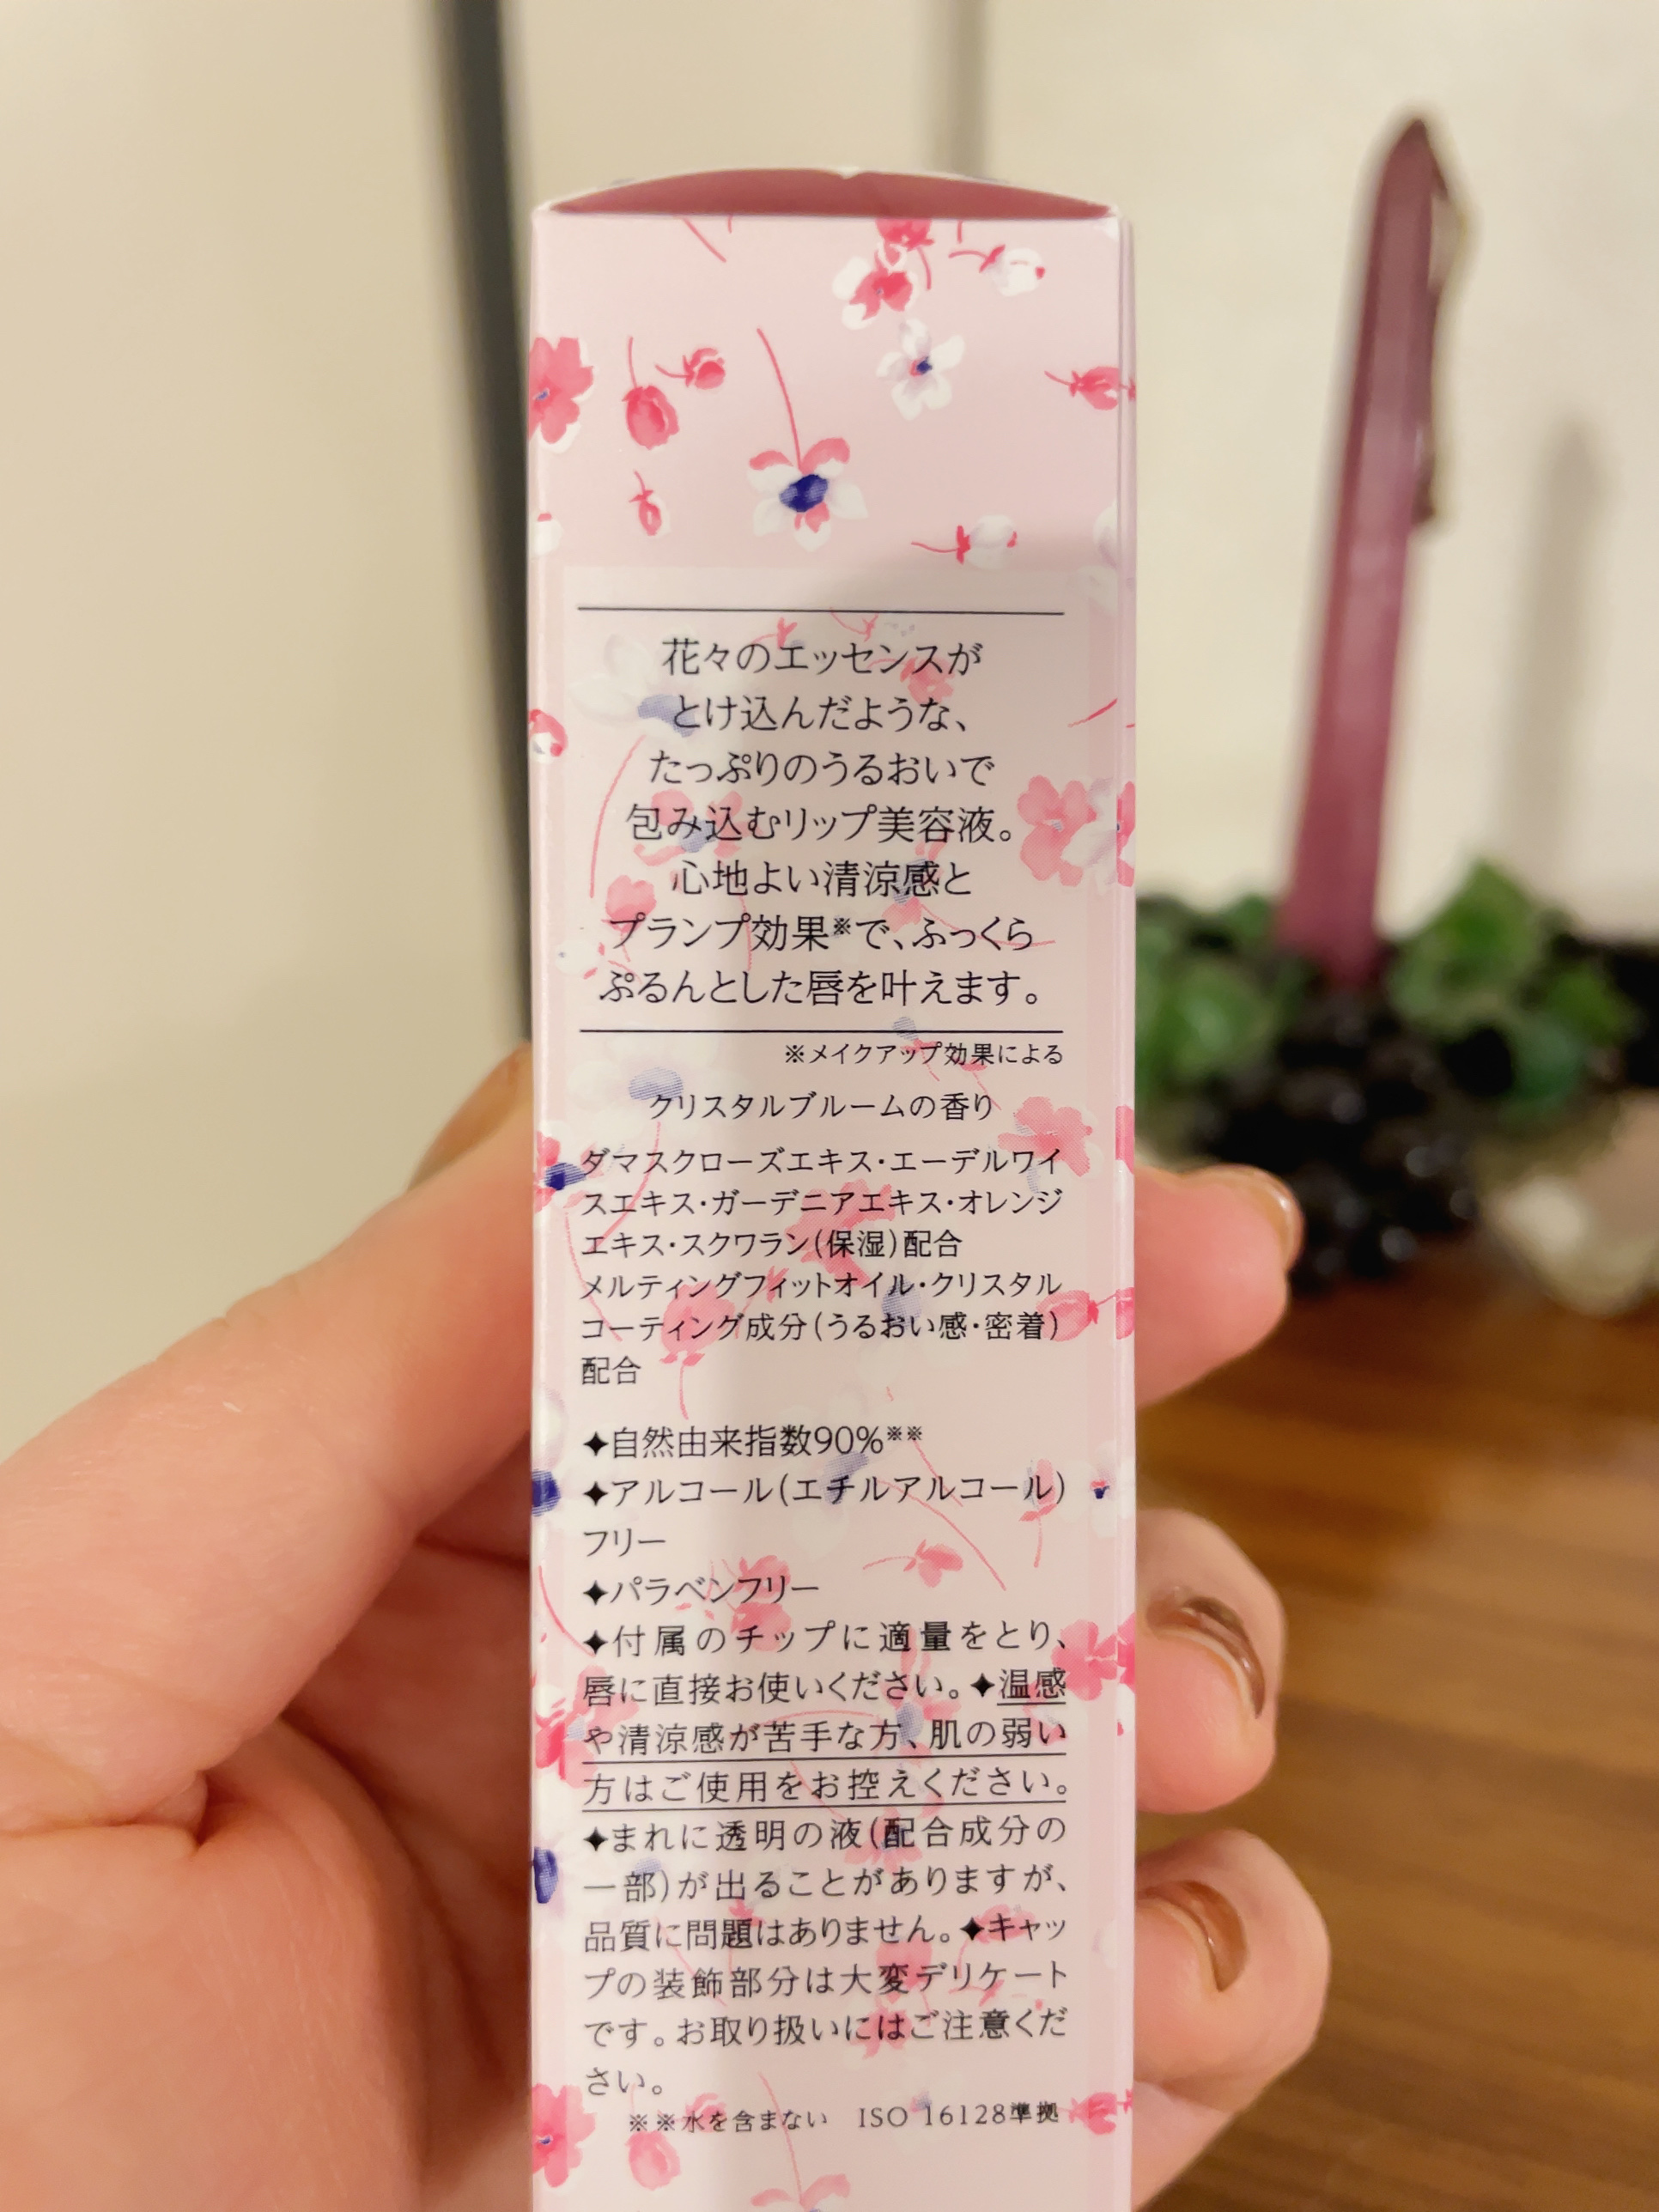 花々のエッセンスが
とけ込んだような、
たっぷりのうるおいで
包み込むリップ美容液。
心地よい清涼感と
プランプ効果※で、ふっくら
ぷるんとした唇を叶えます。
※メイクアップ効果による
クリスタルブルームの香り
ダマスクローズエキス・エーデルワイ
スエキス・ガーデニアエキス・オレンジ
エキス・スクワラン(保湿)配合
メルティングフィットオイル・クリスタル
コーティング成分(うるおい感・密着)
配合
✦自然由来指数90%※※
✦アルコール(エチルアルコール)
フリー
✦パラベンフリー
✦付属のチップに適量をとり、
唇に直接お使いください。✦温感
や清涼感が苦手な方、肌の弱い
方はご使用をお控えください。
✦まれに透明の液(配合成分の
一部)が出ることがありますが、
品質に問題はありません。✦キャッ
プの装飾部分は大変デリケート
です。お取り扱いにはご注意くだ
さい。
※※水を含まない ISO 16128準拠